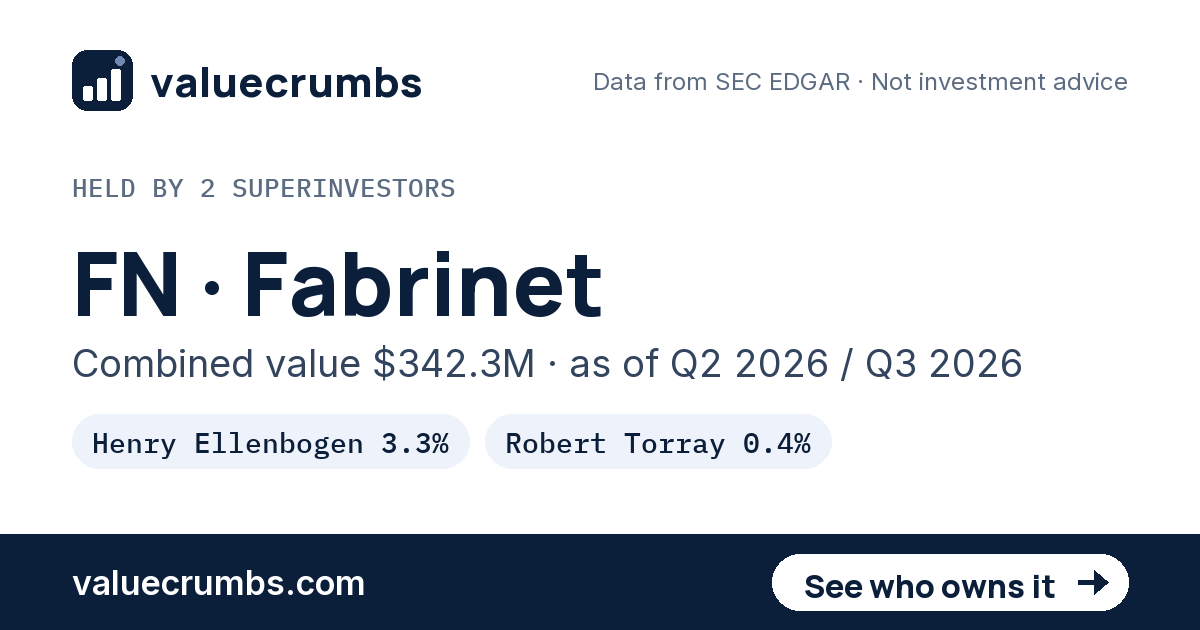 valuecrumbs
Data from SEC EDGAR · Not investment advice
HELD BY 2 SUPERINVESTORS
FN · Fabrinet
Combined value $342.3M · as of Q2 2026 / Q3 2026
Henry Ellenbogen 3.3%
Robert Torray 0.4%
valuecrumbs.com
See who owns it →